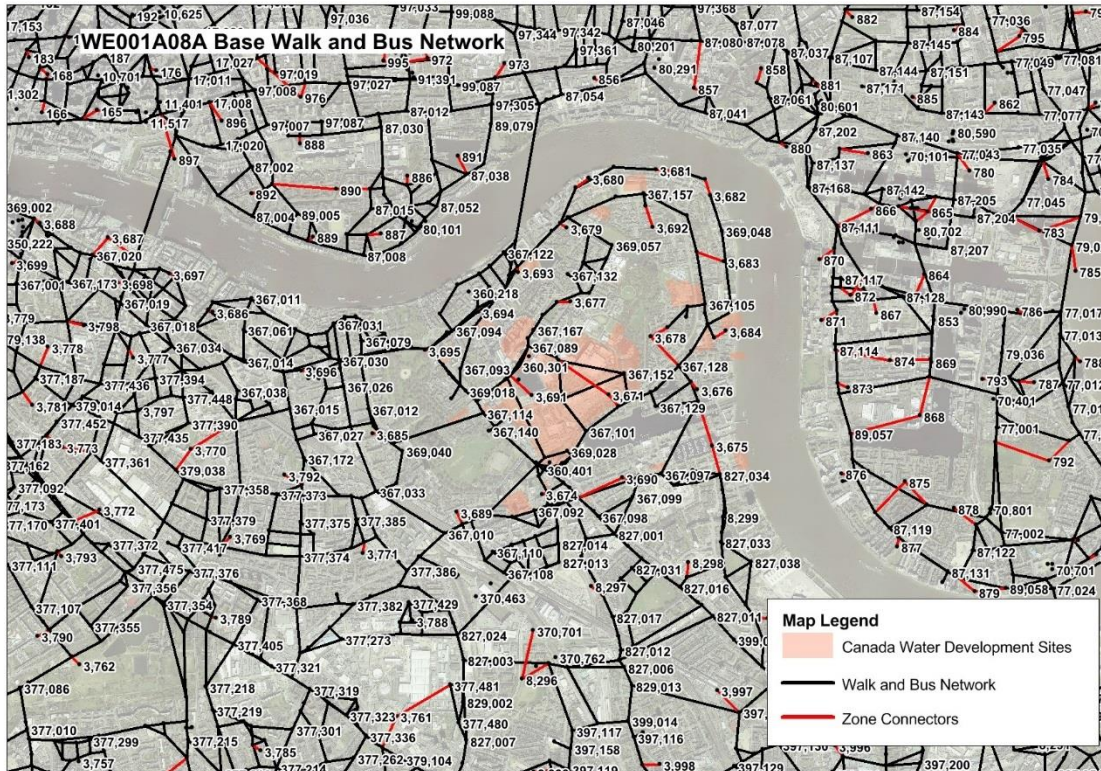 WE001A08A Base Walk and Bus Network
192 10,625 97,036 97,033 99,088 97,344 97,342 87,046 87,077 882 87,154 884 77,036 795
17,153 97,361 80,201 87,080 87,078 87,037 87,145
183 187 17,027 97,019 995 972 973 80,291 858 87,107 87,144 87,151 77,049 77,081
168 10,701 176 17,011 97,008 97,027 91,391 99,087 856 881 87,171 885 77,047
1,302 976 87,054 857 87,061 80,601 862
166 165 11,401 17,008 87,012 97,305 87,041 87,143 77,077
11,517 896 97,007 97,087 87,030 89,079 87,202 87,140 80,590
17,020 888 880 863 70,101 77,043 77,035
897 87,002 891 87,137 780
892 890 886 87,038 3,680 3,681 87,168 87,142 784
369,002 87,004 89,005 87,015 87,052 367,157 3,682 866 865 87,205 77,045
3,688 889 887 80,101 3,679 3,692 369,048 87,111 80,702 87,204 783
350,222 3,687 87,008 369,057 87,207
367,020 367,122
3,699 3,697 3,693 367,132 3,683 870 785
367,001 367,173 3,698 360,218 87,117 864
367,019 367,011 3,694 3,677 367,105 872 87,128
3,779 3,798 367,018 3,686 367,031 367,094 3,684 871 867 853 80,990 786 77,017
79,138 367,061 367,079 367,167 3,678 77,013
3,778 3,777 367,034 367,014 367,030 3,695 367,089 87,114 874 869 79,036 788
377,187 377,394 3,696 367,093 360,301 367,152 367,128
377,436 367,038 367,026 369,018 3,691 3,671 3,676 873 793 787 77,012
3,781 379,014 377,448 367,015 367,012 367,114 367,129 868 70,401
377,452 3,797 377,390 367,140 367,101
377,183 377,435 367,027 3,685 89,057 77,001
3,773 3,770 369,040 369,028 3,675
377,162 377,361 379,038 367,172 360,401 792
377,092 3,792 3,690 367,097 827,034 876 875
377,173 377,358 377,373 367,033 3,674 367,099
377,170 3,772 3,689 367,092 8,299 878 70,801
377,401 377,379 377,375 377,385 367,010 367,098 87,119
3,769 827,001 877 77,002
3,793 377,372 377,417 377,374 3,771 367,110 827,014 827,033 87,122
377,111 377,475 377,376 377,386 827,013 827,031 8,298 827,038 70,701
377,356 367,108 87,131
377,107 377,354 377,368 370,463 8,297 827,016 879 89,058 77,024
377,355 3,789 377,382 377,429 827,017 827,011
3,790 3,788 370,701
377,405 377,273 827,024
3,762 377,321 827,003 370,762 827,012
377,086 377,218 377,319 377,481 8,296 827,006
377,219 829,002 829,013 3,997
377,010 377,301 377,323 3,761 377,480 399,014
377,299 377,215 377,336 827,007 397,117 397,116
3,757 3,785 377,214 377,262 379,104 397,158 397,119 3,998 397,129 3,996 397,200
Map Legend
Canada Water Development Sites
Walk and Bus Network
Zone Connectors